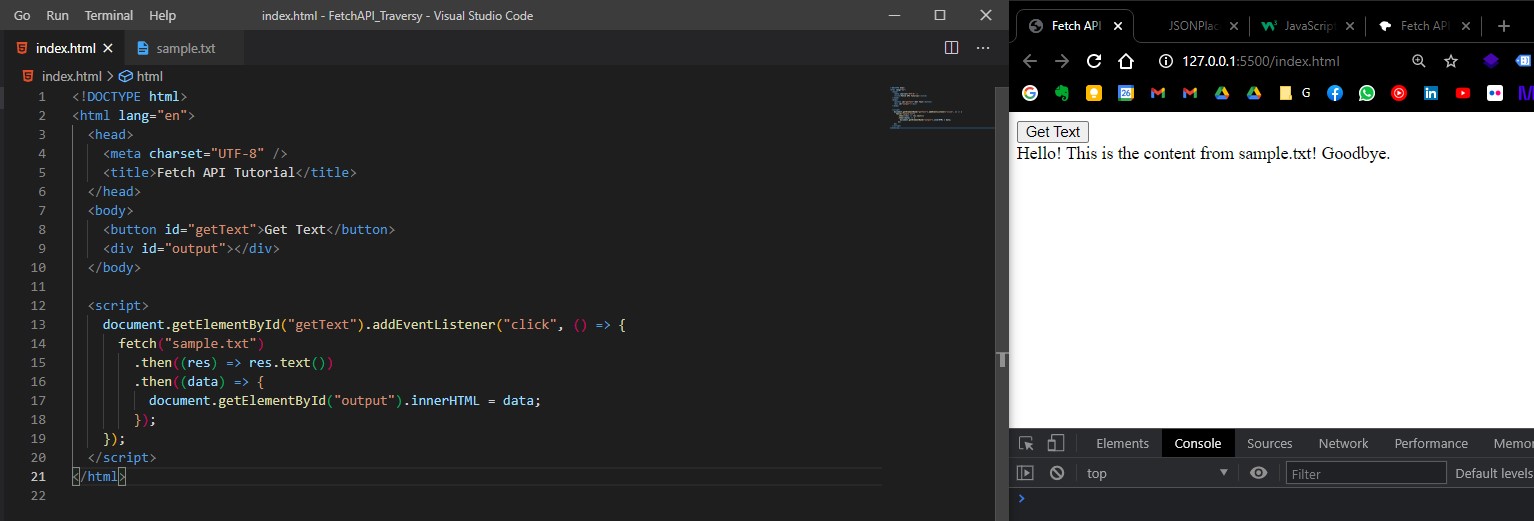 Go Run Terminal Help index.html - FetchAPI_Traversy - Visual Studio Code
index.html sample.txt
index.html > html
1 <!DOCTYPE html>
2 <html lang="en">
3 <head>
4 <meta charset="UTF-8" />
5 <title>Fetch API Tutorial</title>
6 </head>
7 <body>
8 <button id="getText">Get Text</button>
9 <div id="output"></div>
10 </body>
11
12 <script>
13 document.getElementById("getText").addEventListener("click", () => {
14 fetch("sample.txt")
15 .then((res) => res.text())
16 .then((data) => {
17 document.getElementById("output").innerHTML = data;
18 });
19 });
20 </script>
21 </html>
22
Fetch API JSONPlac JavaScrip Fetch API
127.0.0.1:5500/index.html
26 G
Get Text
Hello! This is the content from sample.txt! Goodbye.
Elements Console Sources Network Performance Memor
top Filter Default levels